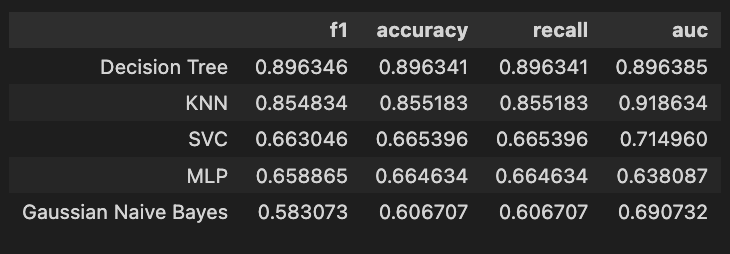 f1 accuracy recall auc
Decision Tree 0.896346 0.896341 0.896341 0.896385
KNN 0.854834 0.855183 0.855183 0.918634
SVC 0.663046 0.665396 0.665396 0.714960
MLP 0.658865 0.664634 0.664634 0.638087
Gaussian Naive Bayes 0.583073 0.606707 0.606707 0.690732